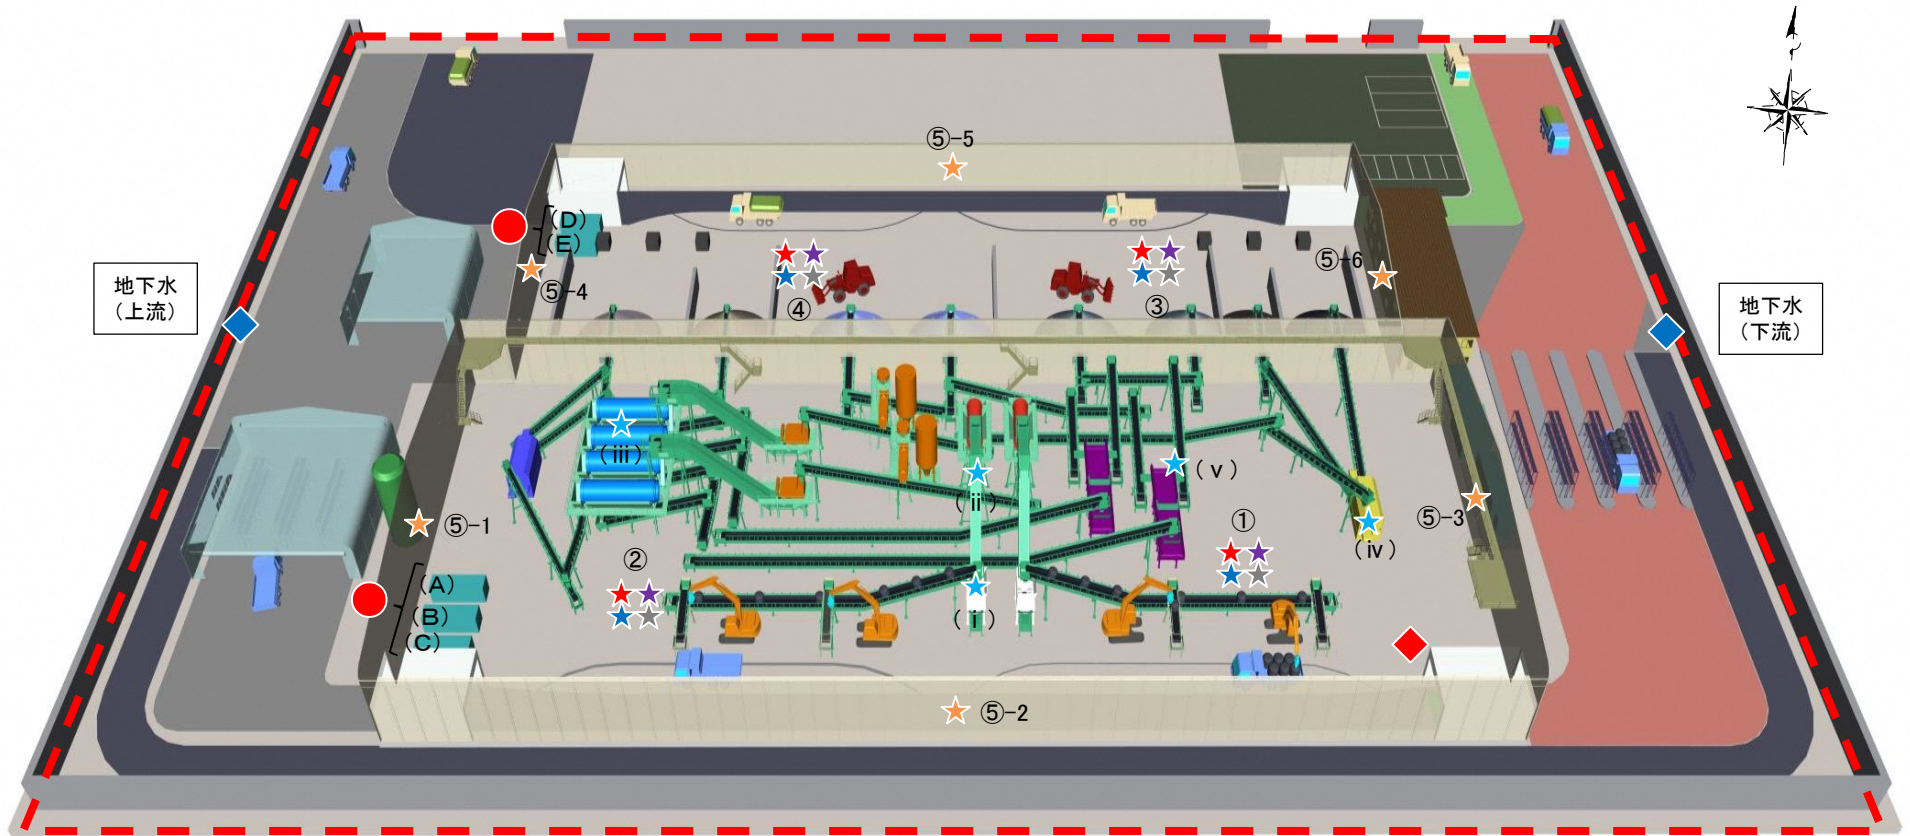 ⑤-5
(D)
(E)
⑤-4
⑤-6
④
③
地下水
(上流)
地下水
(下流)
(iii)
(ii)
(v)
⑤-1
⑤-3
①
(iv)
②
(A)
(B)
(C)
(i)
⑤-2